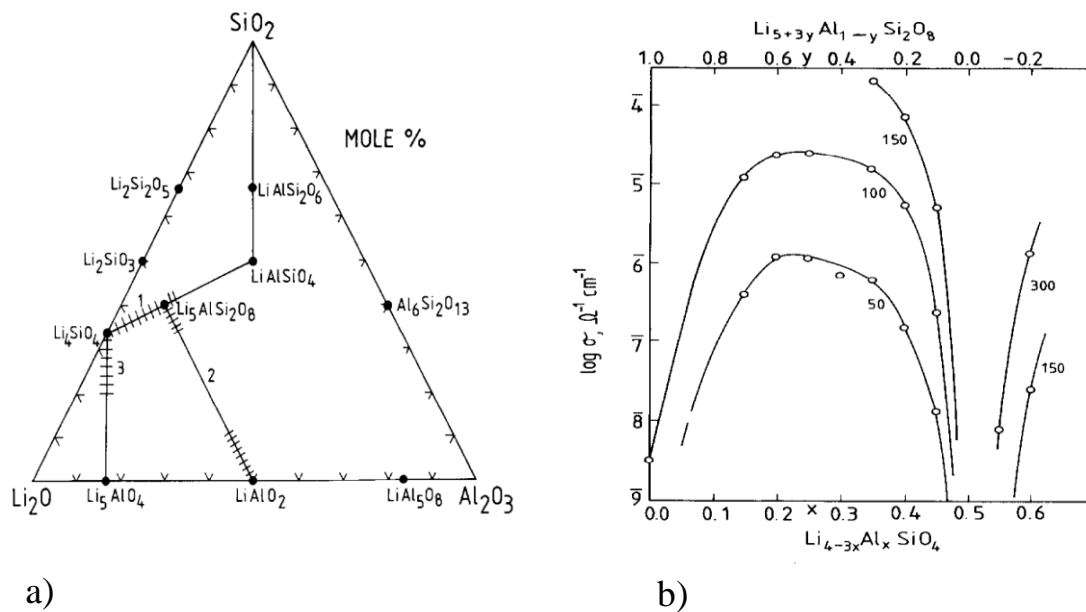 SiO₂
MOLE %
Li₂Si₂O₅
LiAlSi₂O₆
Li₂SiO₃
LiAlSiO₄
1
Li₅AlSi₂O₈
Al₆Si₂O₁₃
Li₄SiO₄
3
2
Li₂O
Li₅AlO₄
LiAlO₂
LiAl₅O₈
Al₂O₃
a)
Li₅₊₃yAl₁₋ySi₂O₈
1.0 0.8 0.6 y 0.4 0.2 0.0 -0.2
log σ, Ω⁻¹ cm⁻¹
4̅
5̅
6̅
7̅
8̅
9̅
150
100
50
300
150
0.0 0.1 0.2 x 0.3 0.4 0.5 0.6
Li₄₋₃ₓAlₓSiO₄
b)